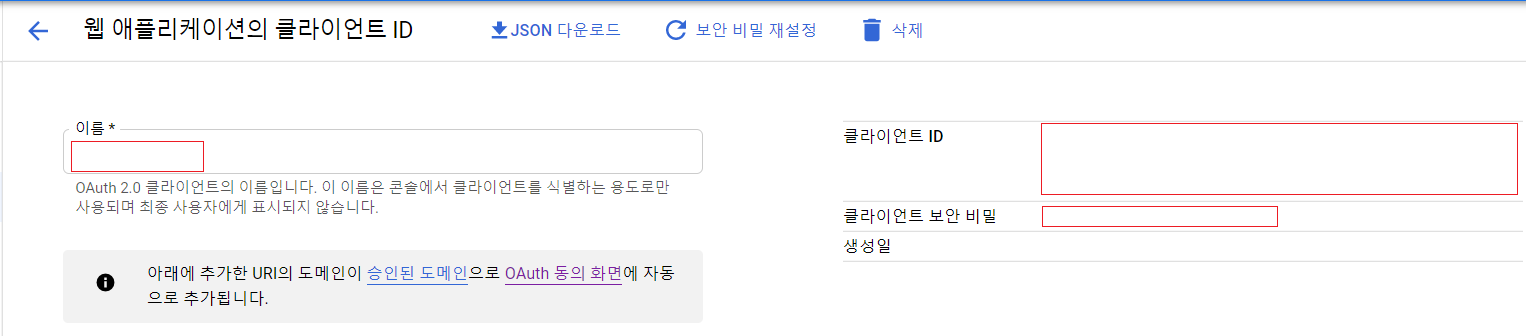 웹 애플리케이션의 클라이언트 ID
JSON 다운로드
보안 비밀 재설정
삭제
이름 *
OAuth 2.0 클라이언트의 이름입니다. 이 이름은 콘솔에서 클라이언트를 식별하는 용도로만
사용되며 최종 사용자에게 표시되지 않습니다.
아래에 추가한 URI의 도메인이 승인된 도메인으로 OAuth 동의 화면에 자동
으로 추가됩니다.
클라이언트 ID
클라이언트 보안 비밀
생성일